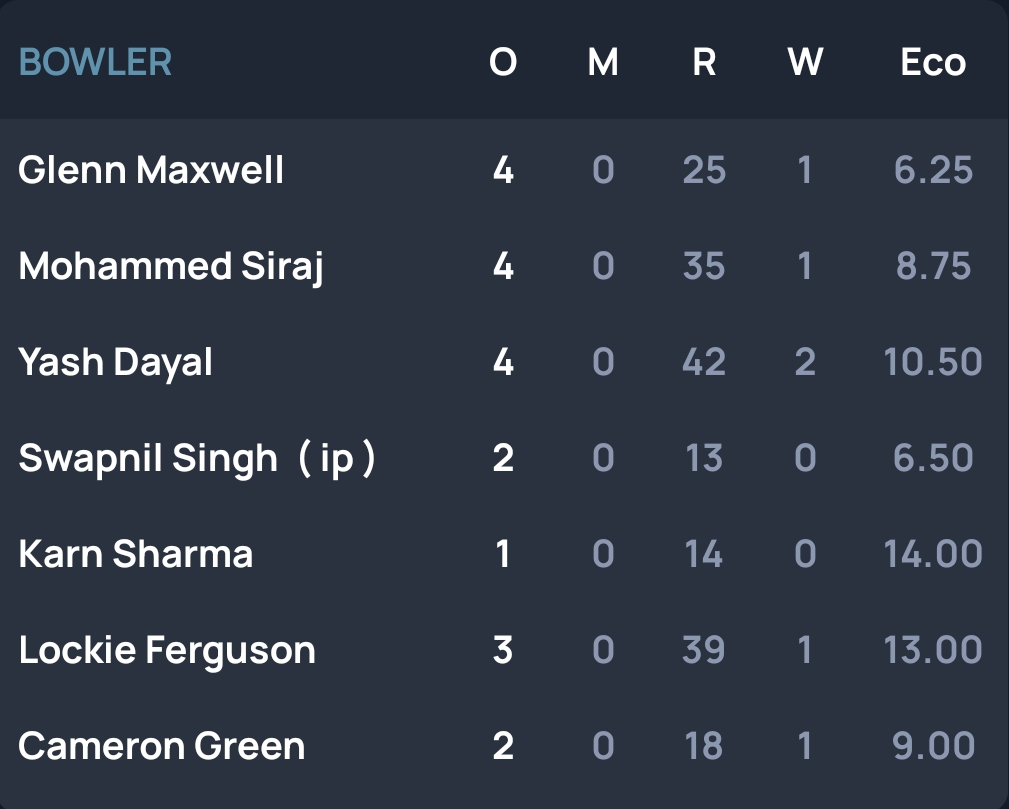 BOWLER O M R W Eco
Glenn Maxwell 4 0 25 1 6.25
Mohammed Siraj 4 0 35 1 8.75
Yash Dayal 4 0 42 2 10.50
Swapnil Singh ( ip ) 2 0 13 0 6.50
Karn Sharma 1 0 14 0 14.00
Lockie Ferguson 3 0 39 1 13.00
Cameron Green 2 0 18 1 9.00